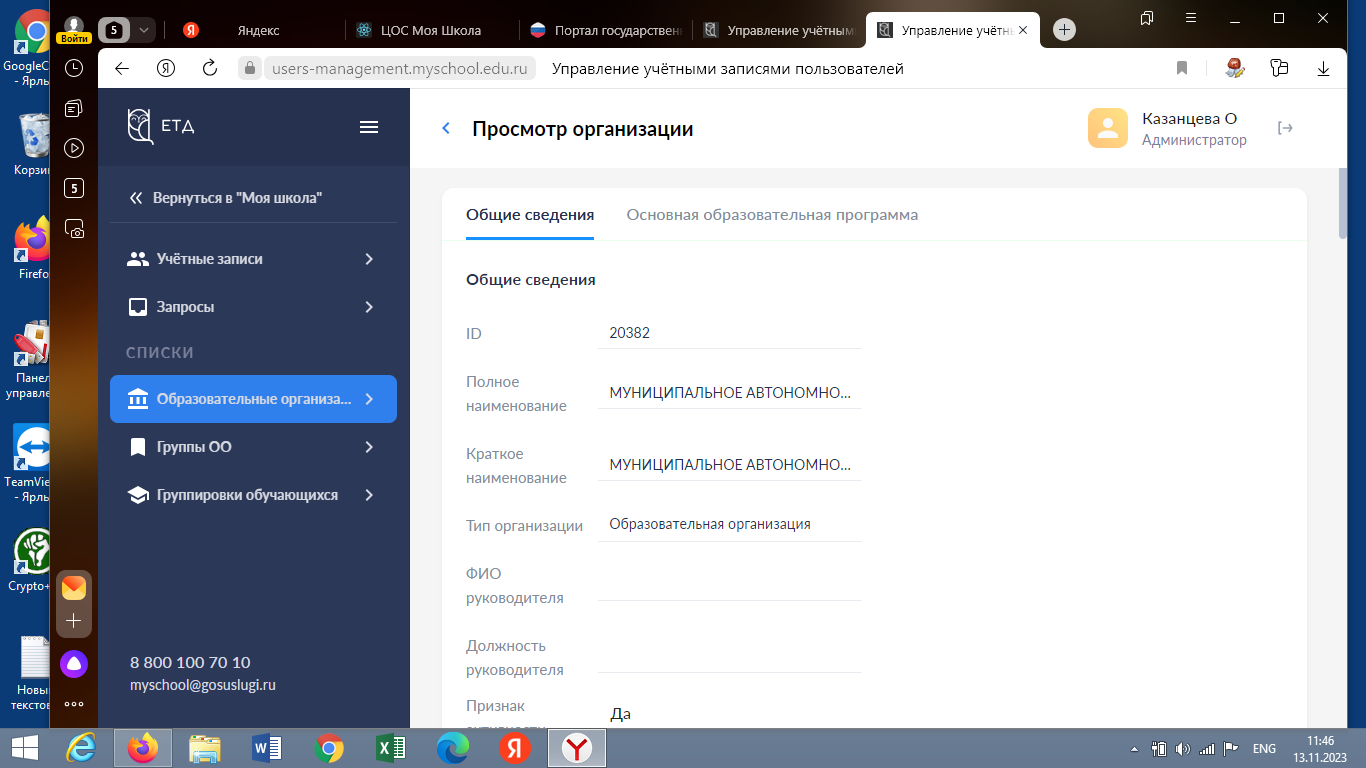 GoogleC
- Ярль
Корзин
Firefo
Панел
управле
TeamVie
- Ярль
Crypto+
Новы
текстов
Войти
5
5
Яндекс
ЦОС Моя Школа
Портал государствен
Управление учётными
Управление учётн
users-management.myschool.edu.ru
Управление учётными записями пользователей
ЕТД
Вернуться в "Моя школа"
Учётные записи
Запросы
СПИСКИ
Образовательные организа...
Группы ОО
Группировки обучающихся
8 800 100 70 10
myschool@gosuslugi.ru
Просмотр организации
Казанцева О
Администратор
Общие сведения
Основная образовательная программа
Общие сведения
ID
20382
Полное
наименование
МУНИЦИПАЛЬНОЕ АВТОНОМНО...
Краткое
наименование
МУНИЦИПАЛЬНОЕ АВТОНОМНО...
Тип организации
Образовательная организация
ФИО
руководителя
Должность
руководителя
Признак
активности
Да
ENG
11:46
13.11.2023